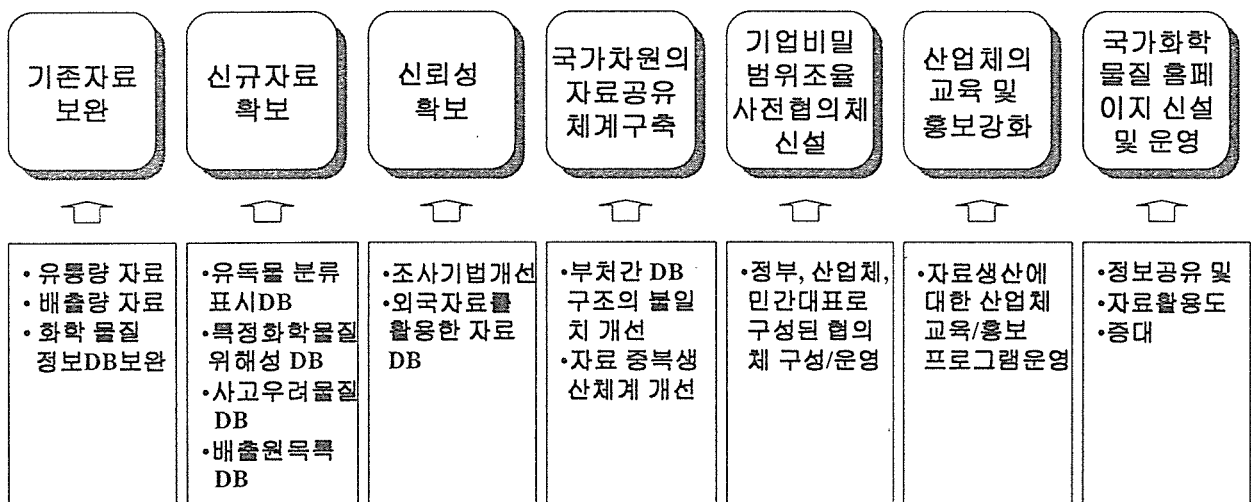 기존자료
보완
신규자료
확보
신뢰성
확보
국가차원의
자료공유
체계구축
기업비밀
범위조율
사전협의체
신설
산업체의
교육 및
홍보강화
국가화학
물질 홈페
이지 신설
및 운영
• 유통량 자료
• 배출량 자료
• 화학 물질
정보DB보완
•유독물 분류
표시DB
•특정화학물질
위해성 DB
•사고우려물질
DB
•배출원목록
DB
•조사기법개선
•외국자료를
활용한 자료
DB
•부처간 DB
구조의 불일
치 개선
•자료 중복생
산체계 개선
•정부, 산업체,
민간대표로
구성된 협의
체 구성/운영
•자료생산에
대한 산업체
교육/홍보
프로그램운영
•정보공유 및
•자료활용도
•증대